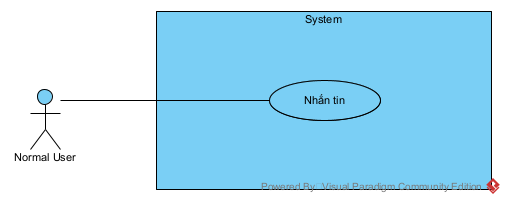 System
Nhắn tin
Normal User
Powered By: Visual Paradigm Community Edition